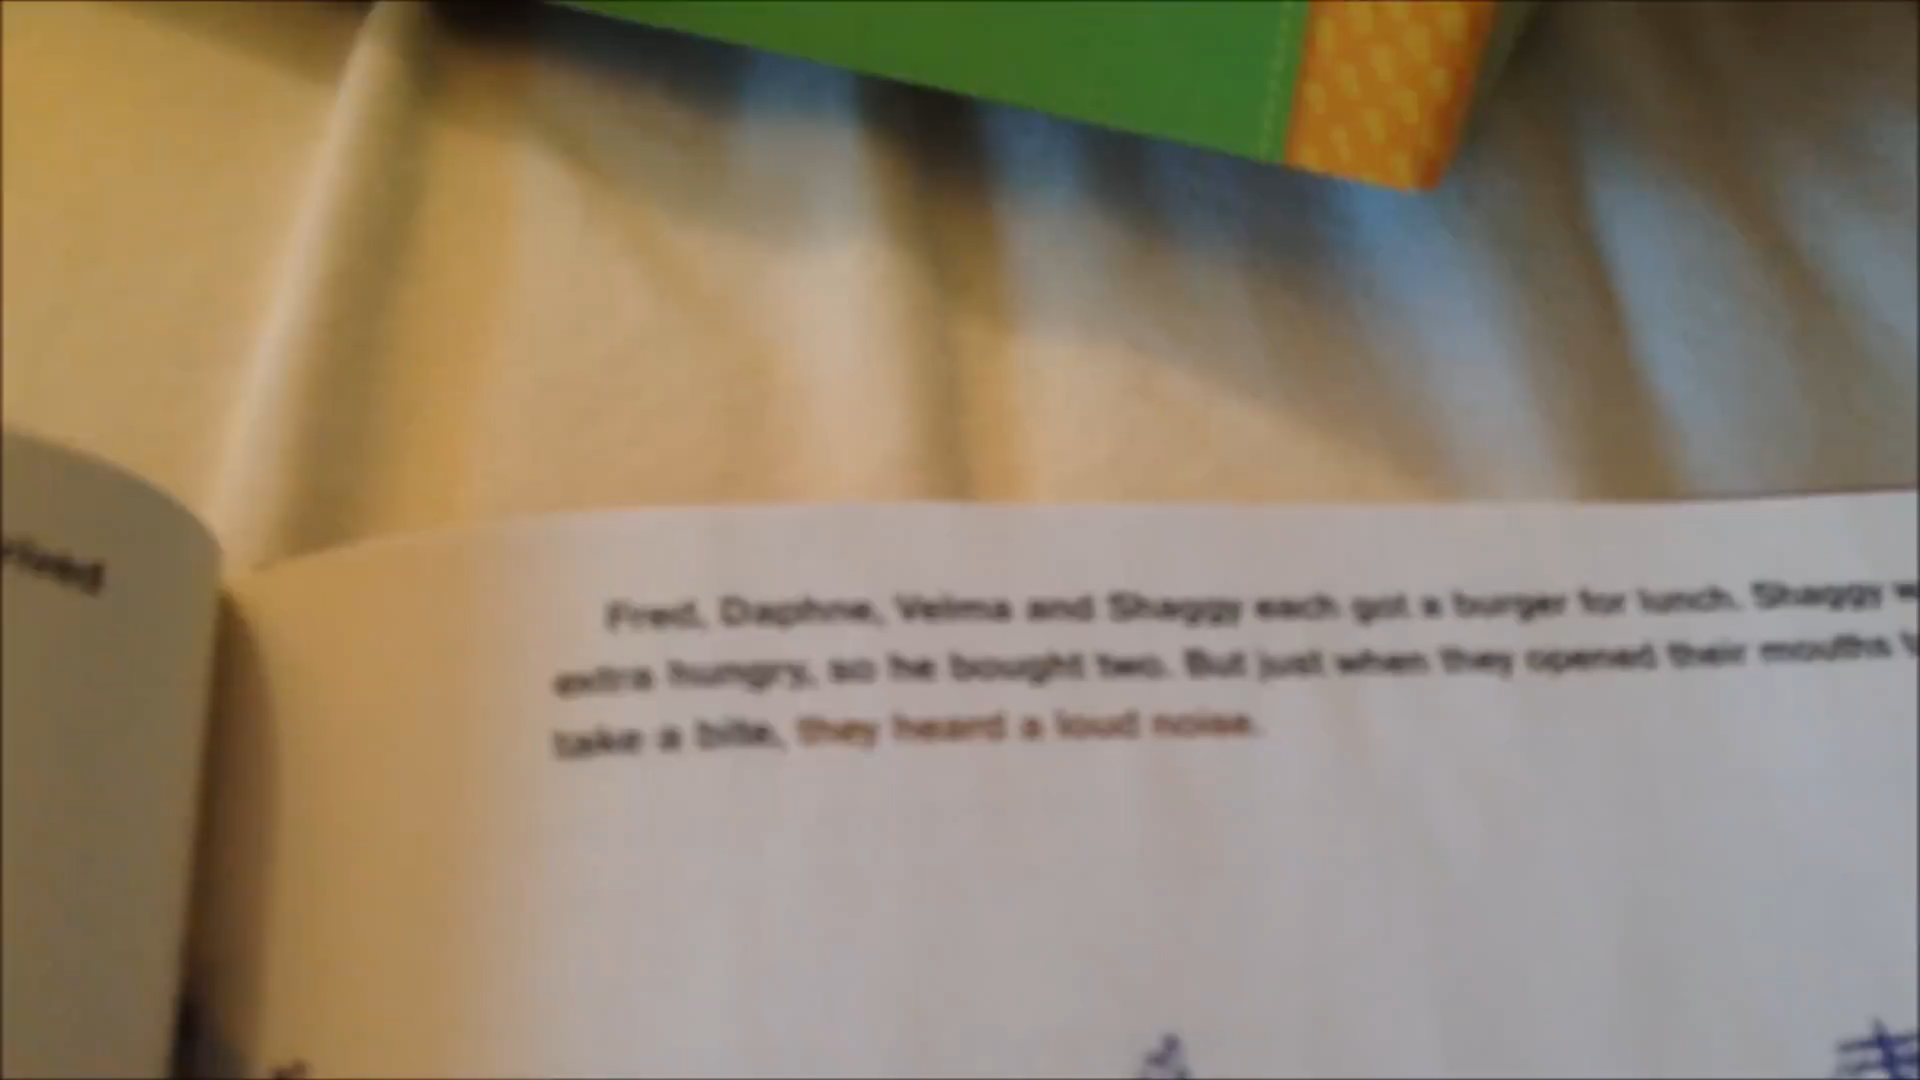 Fred, Daphne, Velma and Shaggy each got a burger for lunch. Shaggy
extra hungry, so he bought two. But just when they opened their mouths
take a bite, they heard a loud noise.